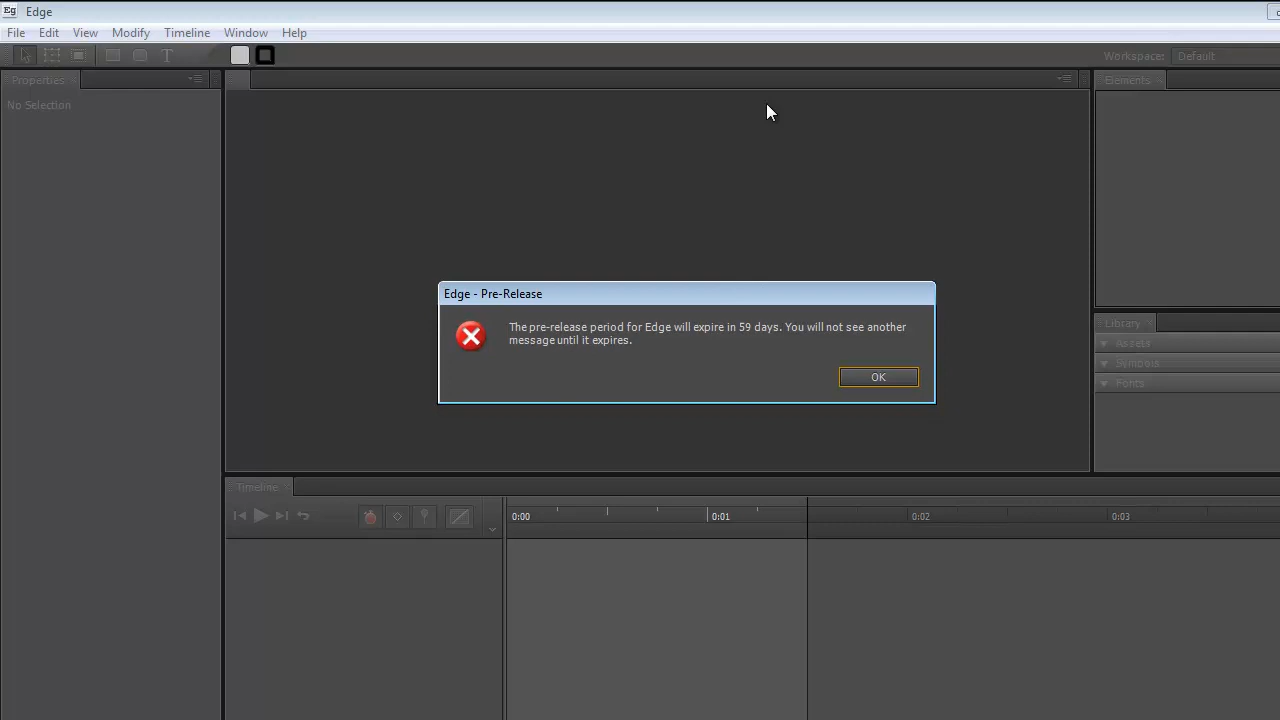 Eg Edge
File Edit View Modify Timeline Window Help
T Workspace: Default
Properties
Elements
No Selection
Edge - Pre-Release
The pre-release period for Edge will expire in 59 days. You will not see another
message until it expires.
OK
Library
Assets
Symbols
Fonts
Timeline
0:00 0:01 0:02 0:03